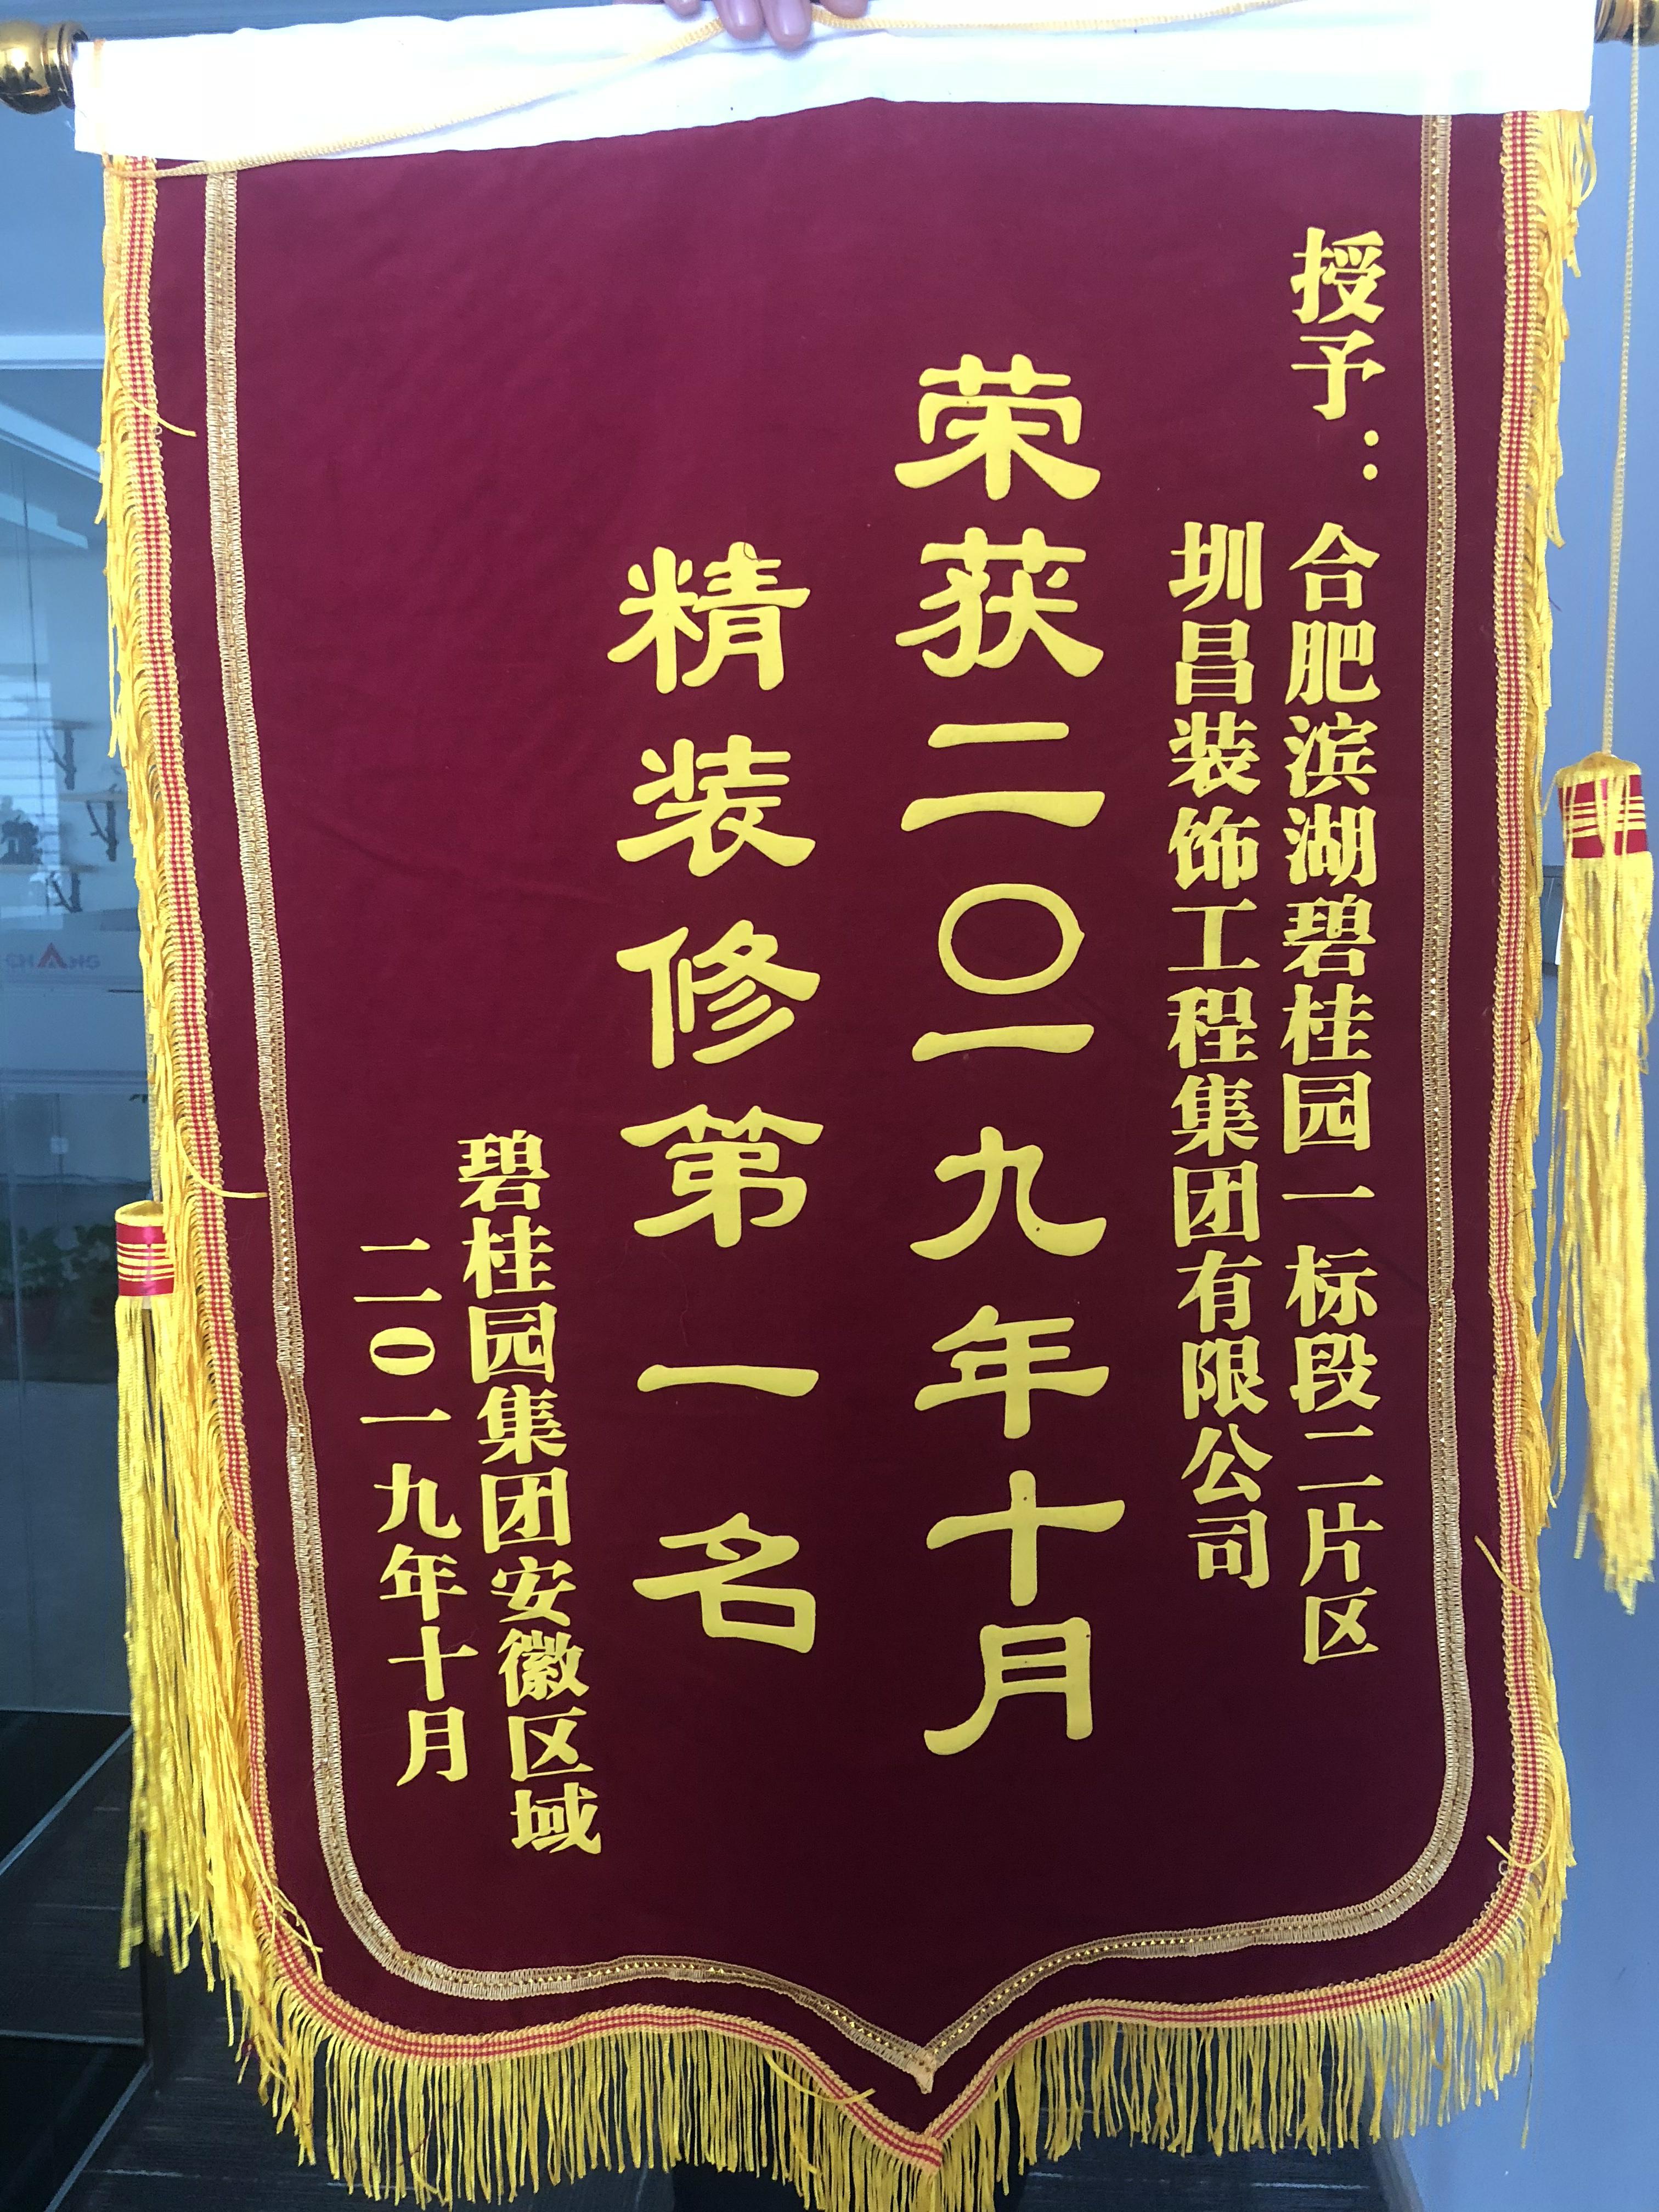 授予：
合肥滨湖碧桂园一标段二片区
圳昌装饰工程集团有限公司
荣获二〇一九年十月
精装修第一名
碧桂园集团安徽区域
二〇一九年十月
CHANG